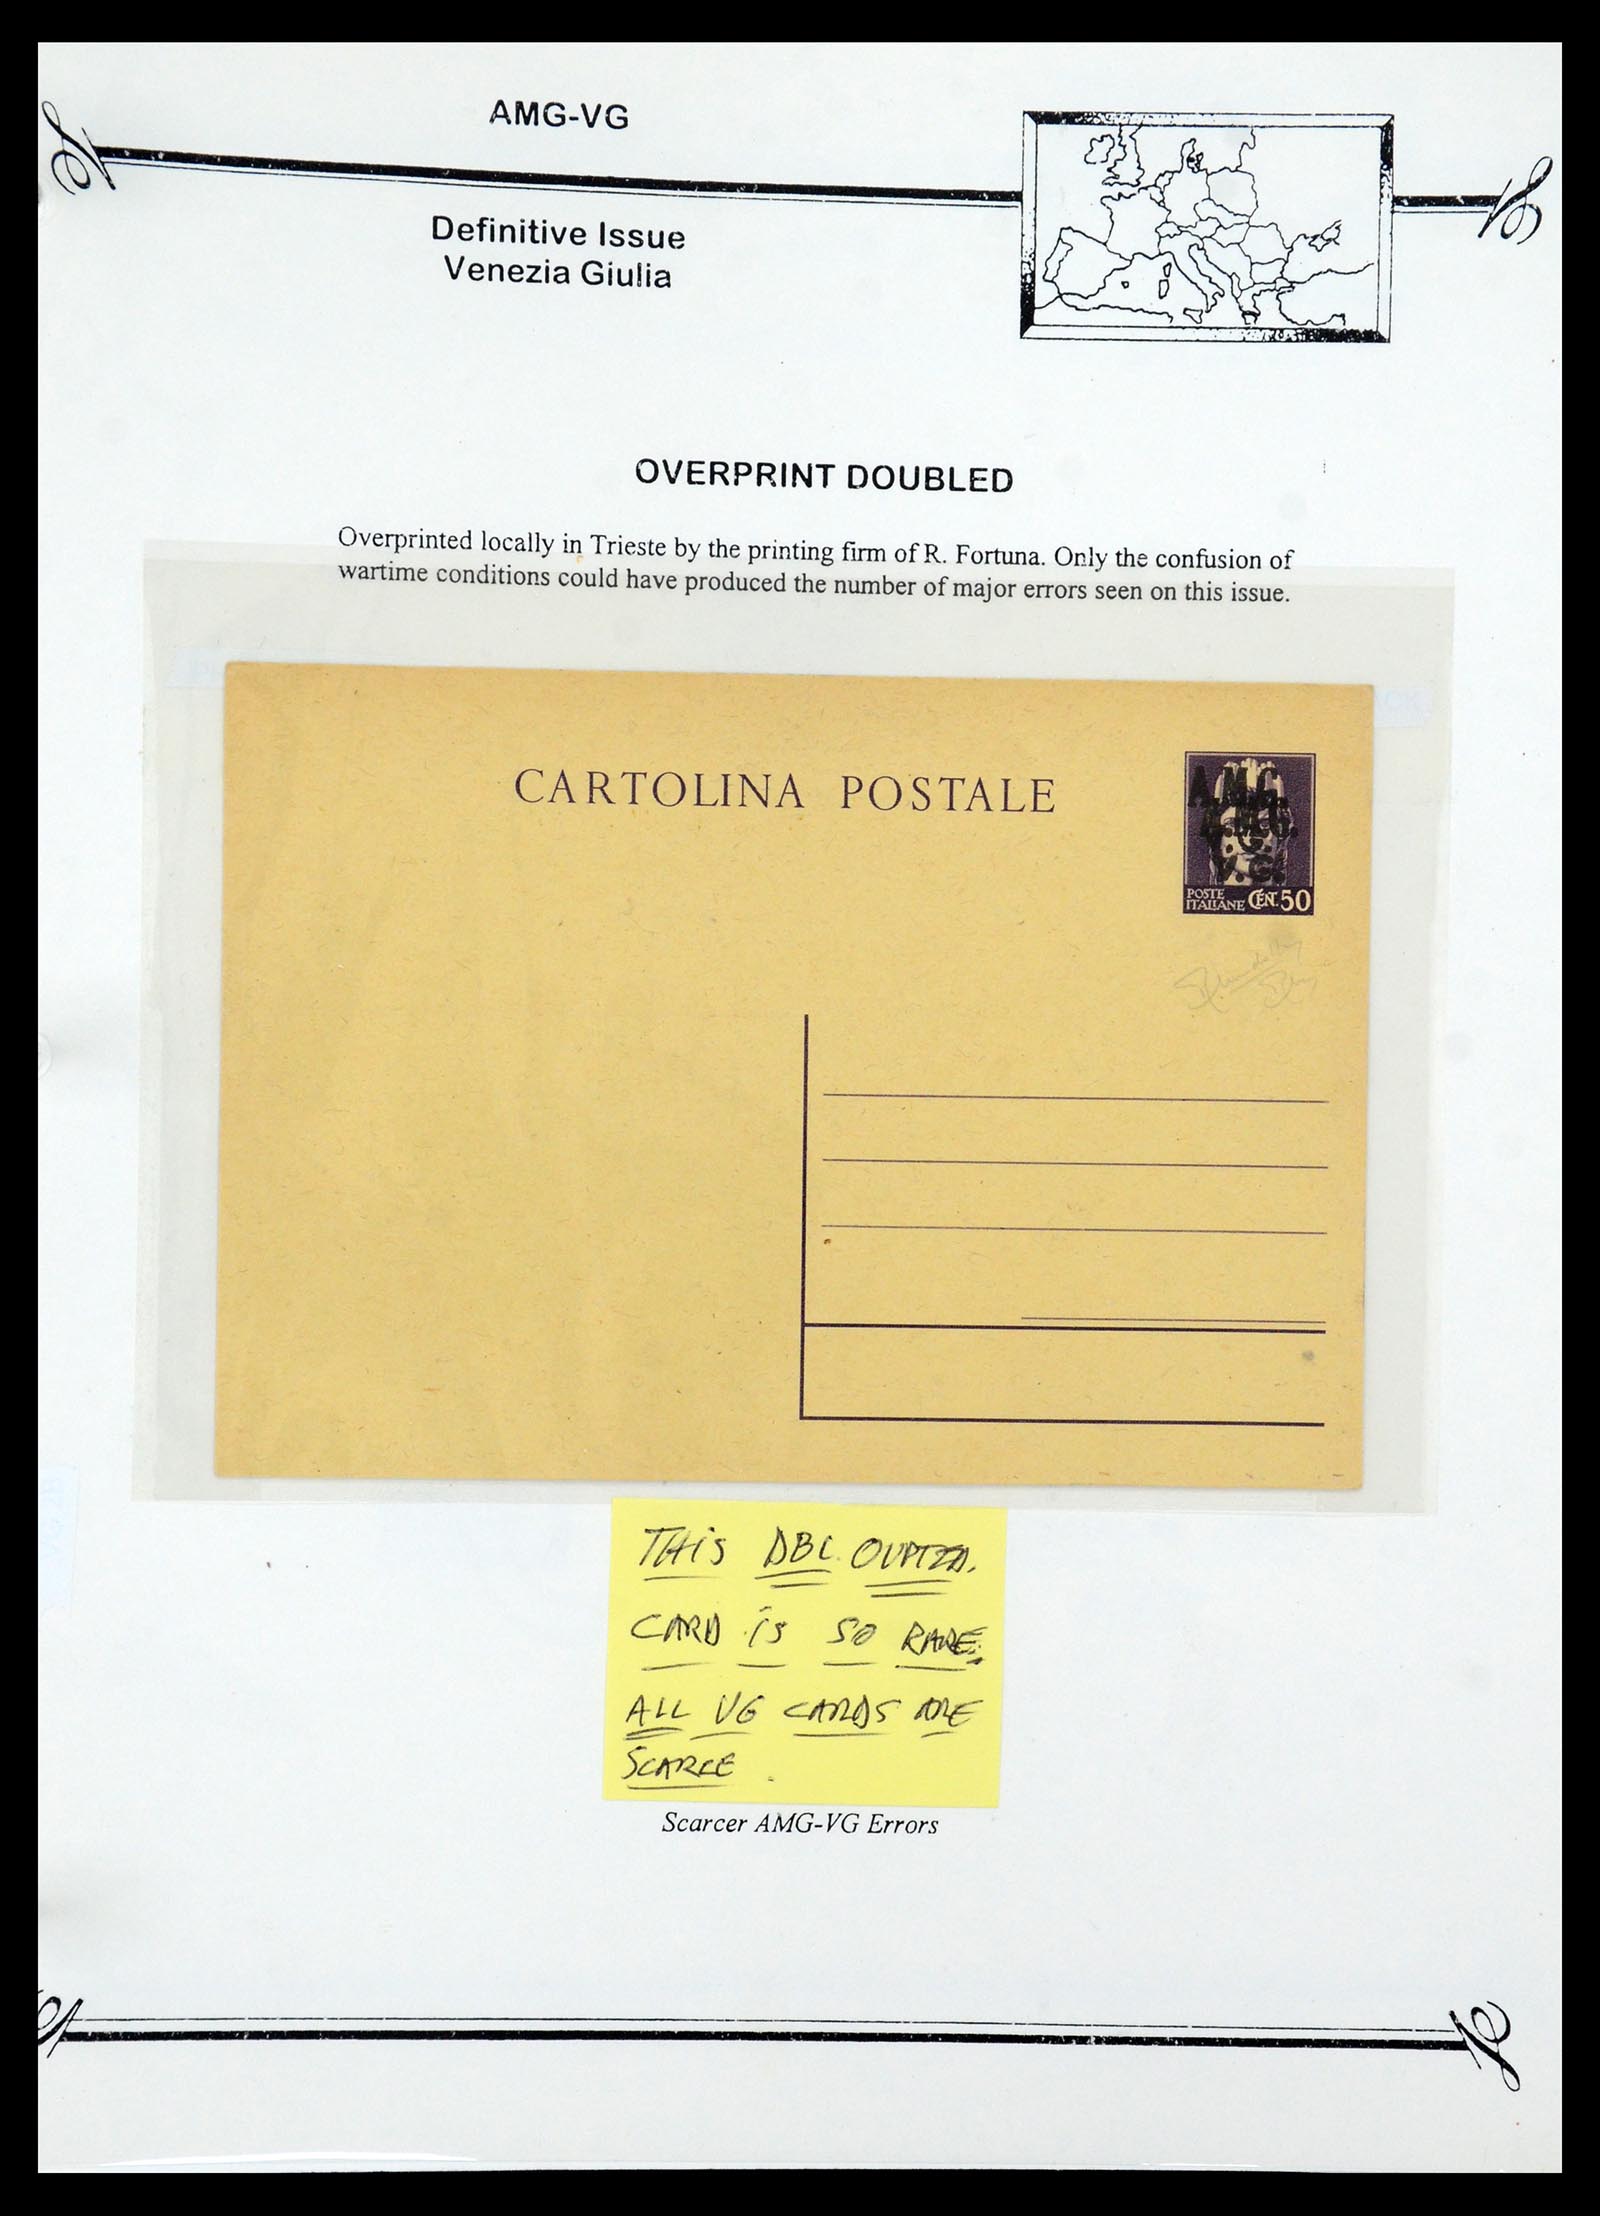 AMG-VG
Definitive Issue
Venezia Giulia
OVERPRINT DOUBLED
Overprinted locally in Trieste by the printing firm of R. Fortuna. Only the confusion of
wartime conditions could have produced the number of major errors seen on this issue.
CARTOLINA POSTALE
A.M.G.
A.M.G.
V.G.
V.G.
POSTE
ITALIANE CENT. 50
THIS DBL OVPTED.
CARD IS SO RARE.
ALL VG CARDS ARE
SCARCE.
Scarcer AMG-VG Errors